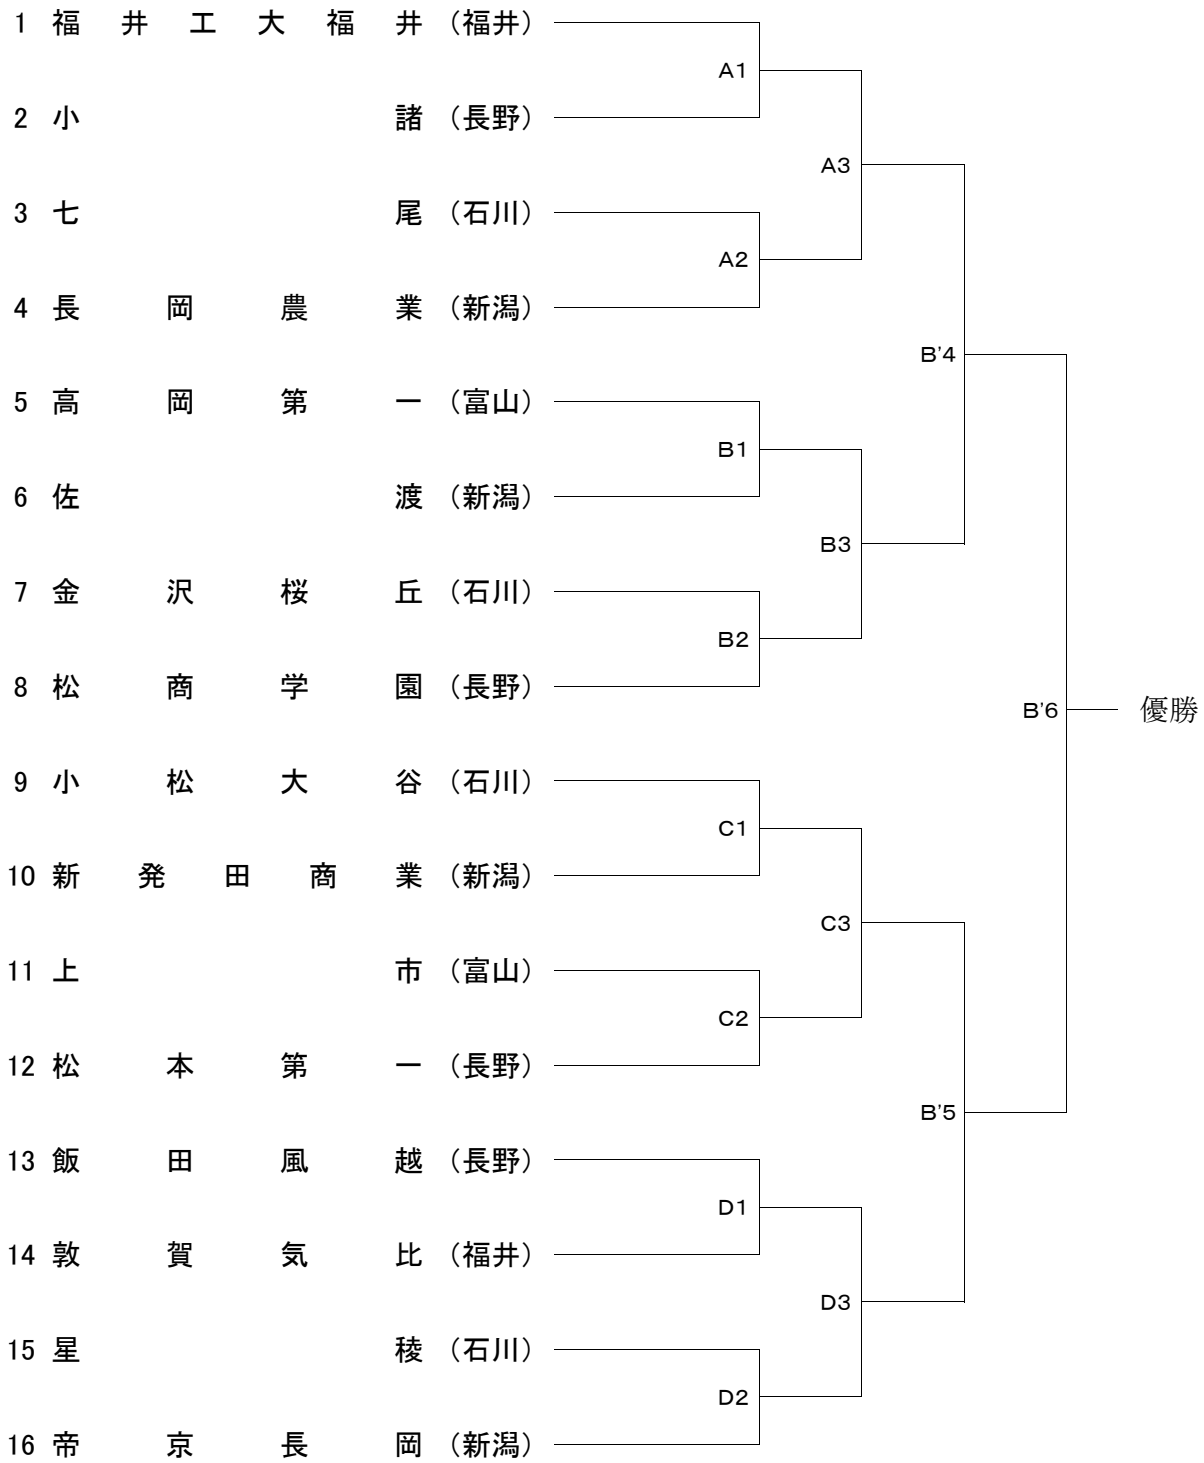 1 福井工大福井 （福井）
A1
2 小諸 （長野）
A3
3 七尾 （石川）
A2
4 長岡農業 （新潟）
B'4
5 高岡第一 （富山）
B1
6 佐渡 （新潟）
B3
7 金沢桜丘 （石川）
B2
8 松商学園 （長野）
B'6 優勝
9 小松大谷 （石川）
C1
10 新発田商業 （新潟）
C3
11 上市 （富山）
C2
12 松本第一 （長野）
B'5
13 飯田風越 （長野）
D1
14 敦賀気比 （福井）
D3
15 星稜 （石川）
D2
16 帝京長岡 （新潟）